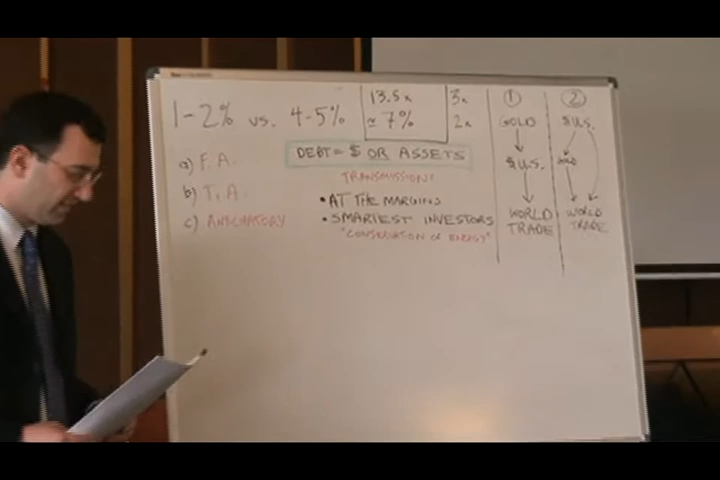 1-2% vs. 4-5%
13.5x
≈ 7%
3x
2x
a) F.A.
b) T.A.
c) ANTICIPATORY
DEBT = $ OR ASSETS
TRANSMISSION
• AT THE MARGINS
• SMARTEST INVESTORS
"CONSERVATION OF ENERGY"
1
GOLD
$ U.S.
WORLD
TRADE
2
$ U.S.
GOLD
WORLD
TRADE